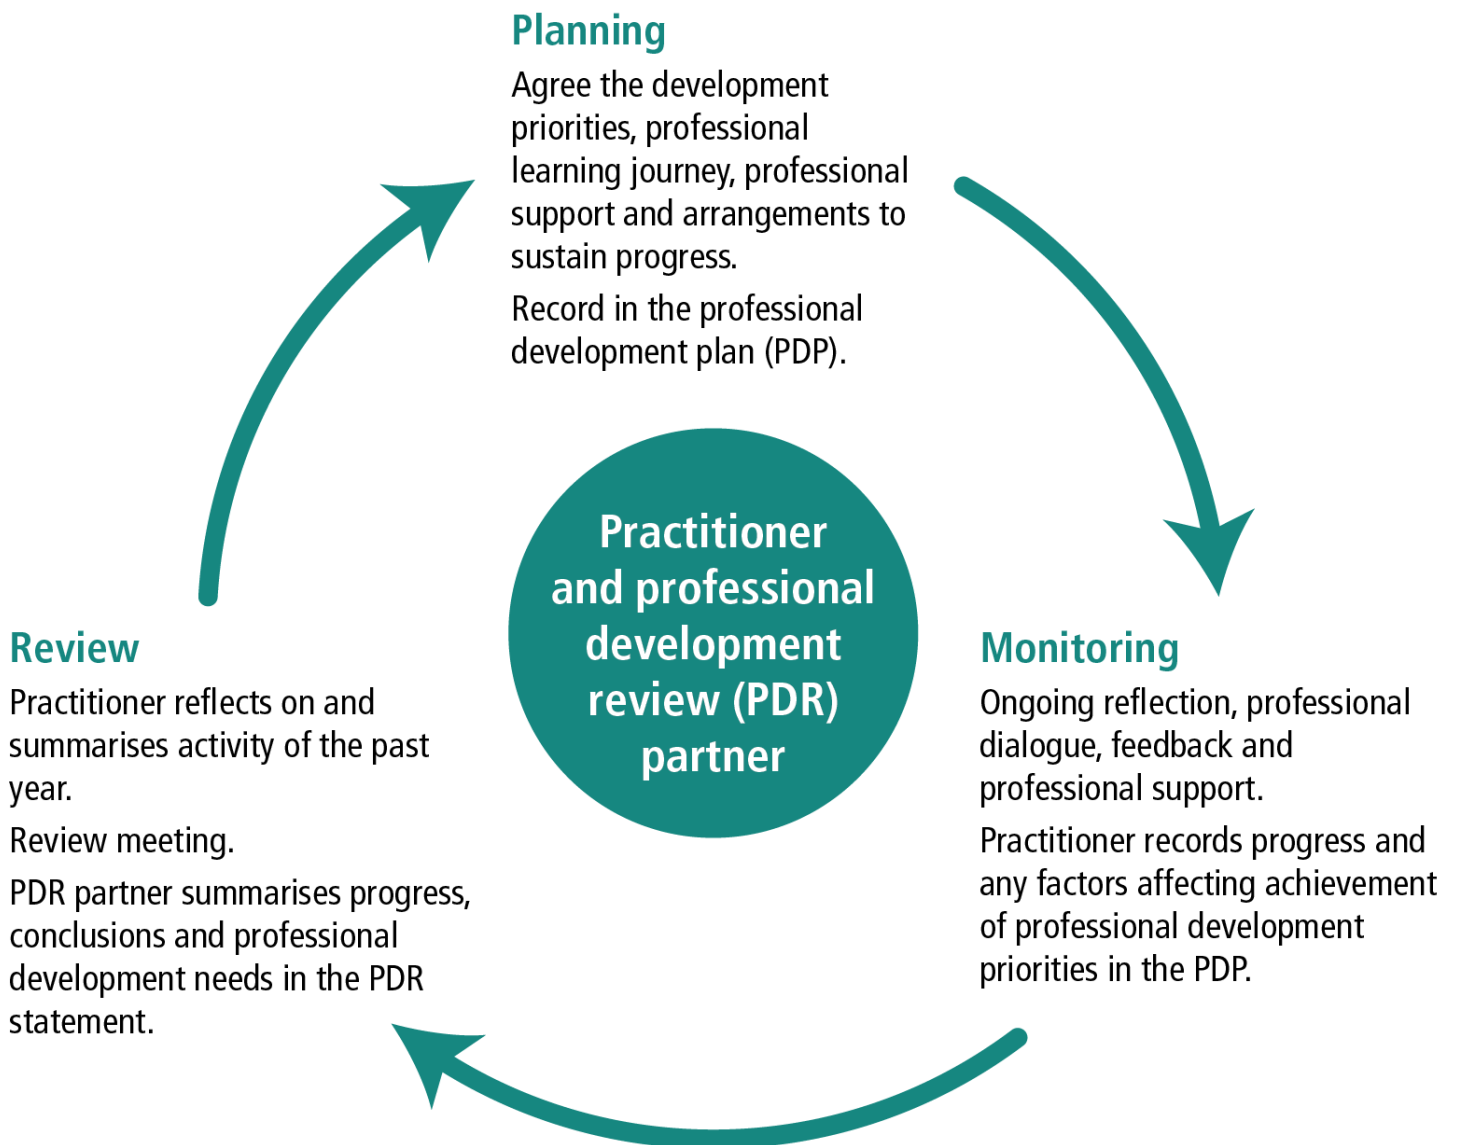 Planning
Agree the development
priorities, professional
learning journey, professional
support and arrangements to
sustain progress.
Record in the professional
development plan (PDP).
Practitioner
and professional
development
review (PDR)
partner
Monitoring
Ongoing reflection, professional
dialogue, feedback and
professional support.
Practitioner records progress and
any factors affecting achievement
of professional development
priorities in the PDP.
Review
Practitioner reflects on and
summarises activity of the past
year.
Review meeting.
PDR partner summarises progress,
conclusions and professional
development needs in the PDR
statement.